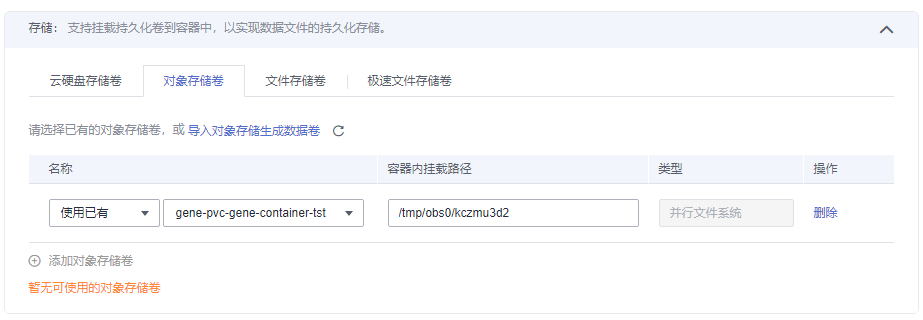 存储： 支持挂载持久化卷到容器中，以实现数据文件的持久化存储。
云硬盘存储卷 对象存储卷 文件存储卷 极速文件存储卷
请选择已有的对象存储卷，或 导入对象存储生成数据卷
名称 容器内挂载路径 类型 操作
使用已有 gene-pvc-gene-container-tst /tmp/obs0/kczmu3d2 并行文件系统 删除
添加对象存储卷
暂无可使用的对象存储卷